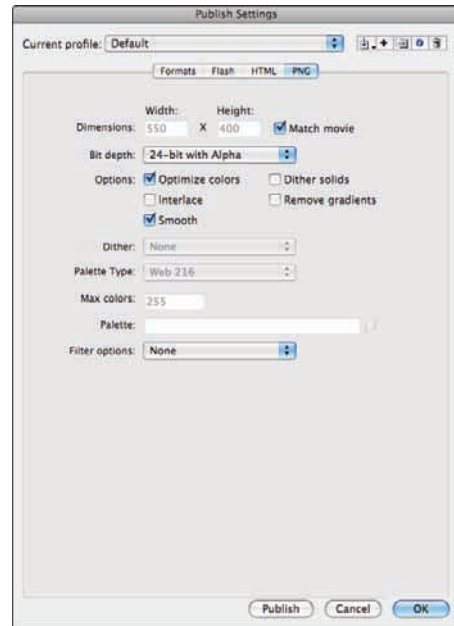 Publish Settings
Current profile: Default
Formats Flash HTML PNG
Width: Height:
Dimensions: 550 X 400 Match movie
Bit depth: 24-bit with Alpha
Options: Optimize colors Dither solids
Interlace Remove gradients
Smooth
Dither: None
Palette Type: Web 216
Max colors: 255
Palette:
Filter options: None
Publish Cancel OK